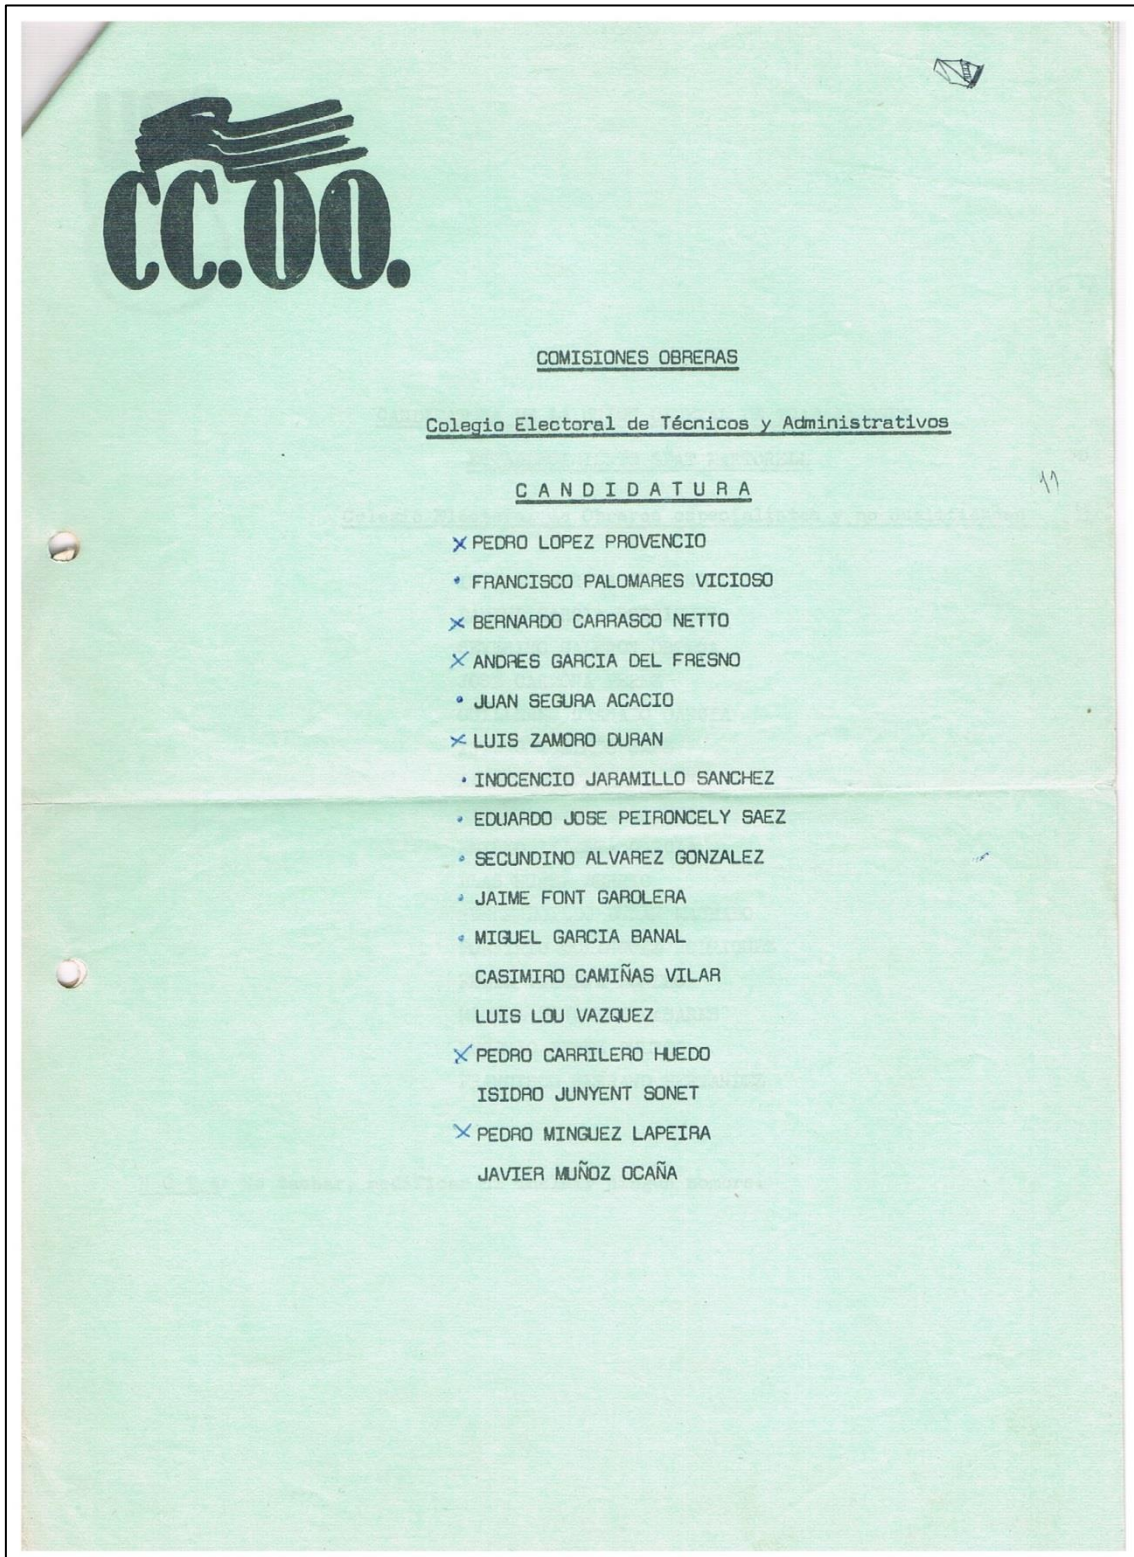 CC.OO.
COMISIONES OBRERAS
Colegio Electoral de Técnicos y Administrativos
CANDIDATURA
11
× PEDRO LOPEZ PROVENCIO
• FRANCISCO PALOMARES VICIOSO
× BERNARDO CARRASCO NETTO
× ANDRES GARCIA DEL FRESNO
• JUAN SEGURA ACACIO
× LUIS ZAMORO DURAN
• INOCENCIO JARAMILLO SANCHEZ
• EDUARDO JOSE PEIRONCELY SAEZ
• SECUNDINO ALVAREZ GONZALEZ
• JAIME FONT GAROLERA
• MIGUEL GARCIA BANAL
CASIMIRO CAMIÑAS VILAR
LUIS LOU VAZQUEZ
× PEDRO CARRILERO HUEDO
ISIDRO JUNYENT SONET
× PEDRO MINGUEZ LAPEIRA
JAVIER MUÑOZ OCAÑA